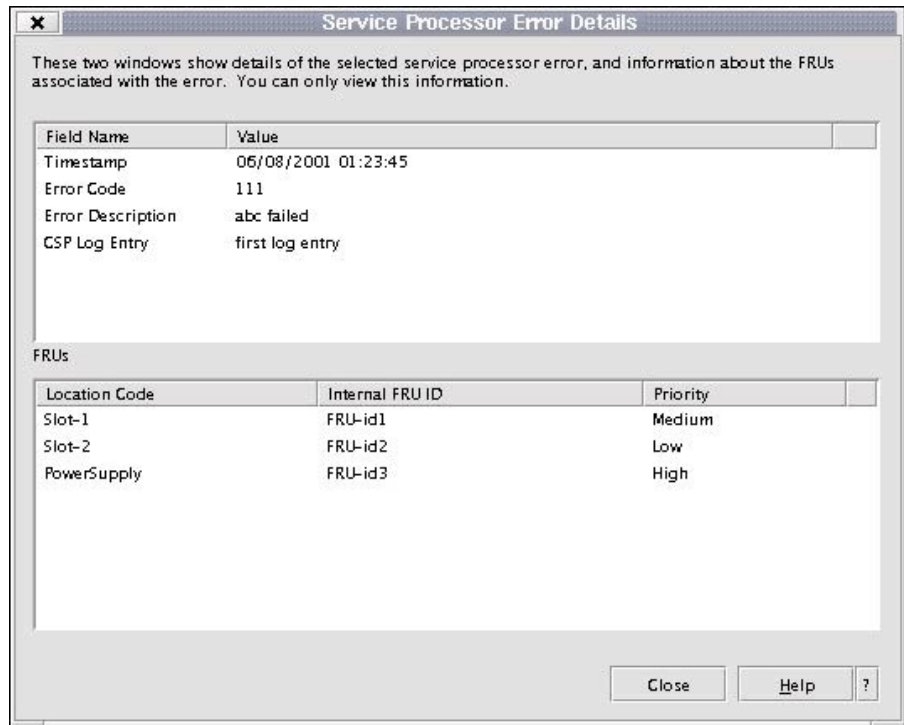 Service Processor Error Details
These two windows show details of the selected service processor error, and information about the FRUs
associated with the error. You can only view this information.
Field Name Value
Timestamp 06/08/2001 01:23:45
Error Code 111
Error Description abc failed
CSP Log Entry first log entry
FRUs
Location Code Internal FRU ID Priority
Slot-1 FRU-id1 Medium
Slot-2 FRU-id2 Low
PowerSupply FRU-id3 High
Close Help ?